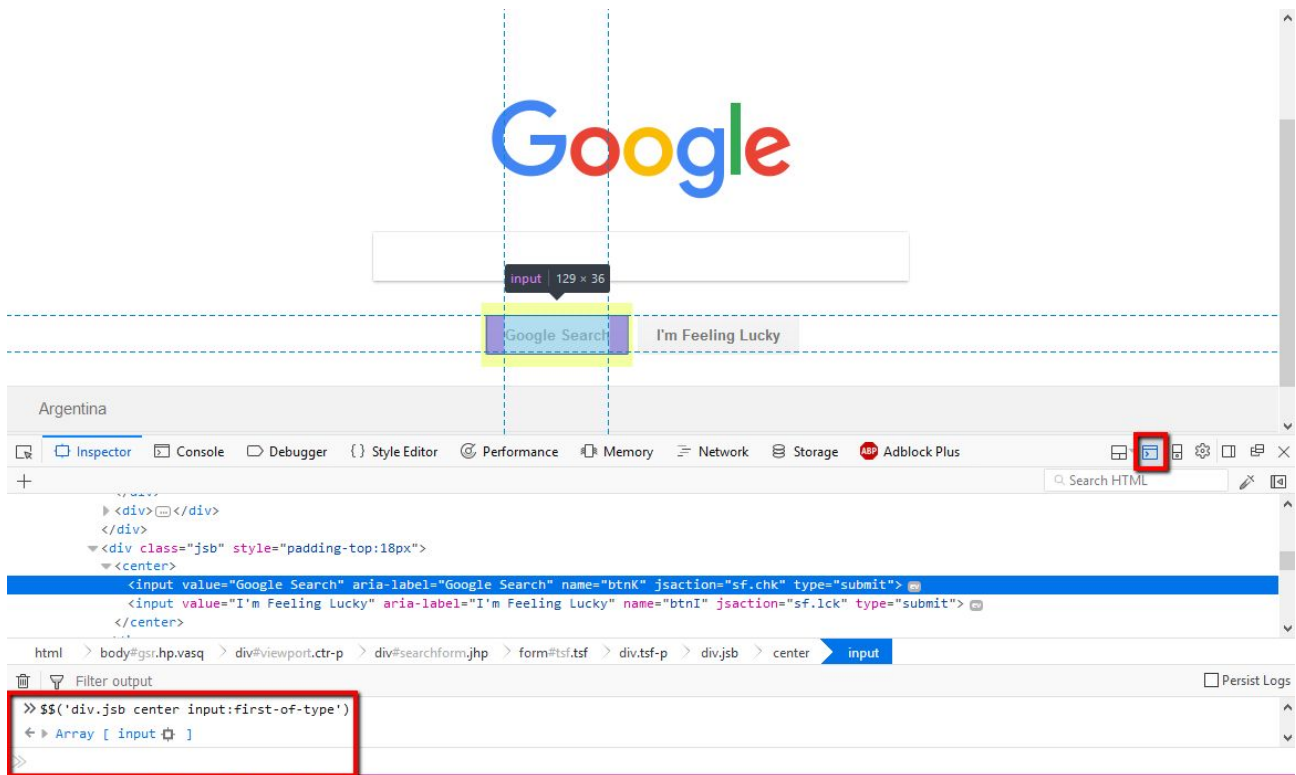 Google
input 129 × 36
Google Search I'm Feeling Lucky
Argentina
Inspector Console Debugger { } Style Editor Performance Memory Network Storage ABP Adblock Plus
+ Search HTML
</div>
<div></div>
</div>
<div class="jsb" style="padding-top:18px">
<center>
<input value="Google Search" aria-label="Google Search" name="btnK" jsaction="sf.chk" type="submit"> ev
<input value="I'm Feeling Lucky" aria-label="I'm Feeling Lucky" name="btnI" jsaction="sf.lck" type="submit"> ev
</center>
html > body#gsr.hp.vasq > div#viewport.ctr-p > div#searchform.jhp > form#tsf.tsf > div.tsf-p > div.jsb > center > input
Filter output Persist Logs
>> $$('div.jsb center input:first-of-type')
Array [ input ]
>>